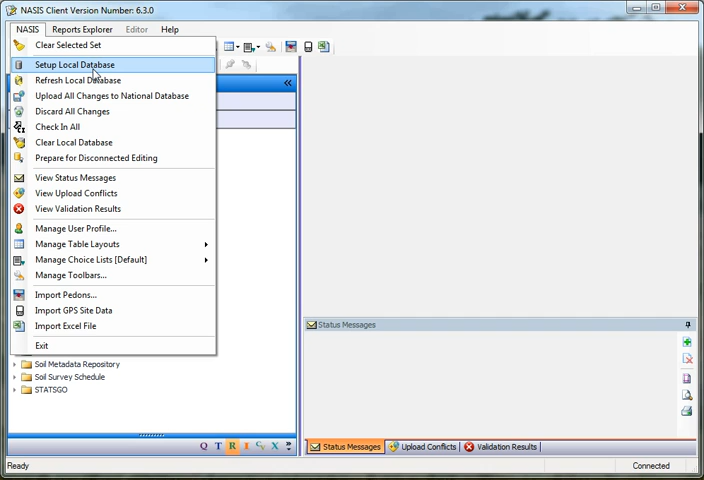 NASIS Client Version Number: 6.3.0
NASIS Reports Explorer Editor Help
Clear Selected Set
Setup Local Database
Refresh Local Database
Upload All Changes to National Database
Discard All Changes
Check In All
Clear Local Database
Prepare for Disconnected Editing
View Status Messages
View Upload Conflicts
View Validation Results
Manage User Profile...
Manage Table Layouts
Manage Choice Lists [Default]
Manage Toolbars...
Import Pedons...
Import GPS Site Data
Import Excel File
Exit
Soil Metadata Repository
Soil Survey Schedule
STATSGO
Q T R I C X
Status Messages
Status Messages Upload Conflicts Validation Results
Ready Connected